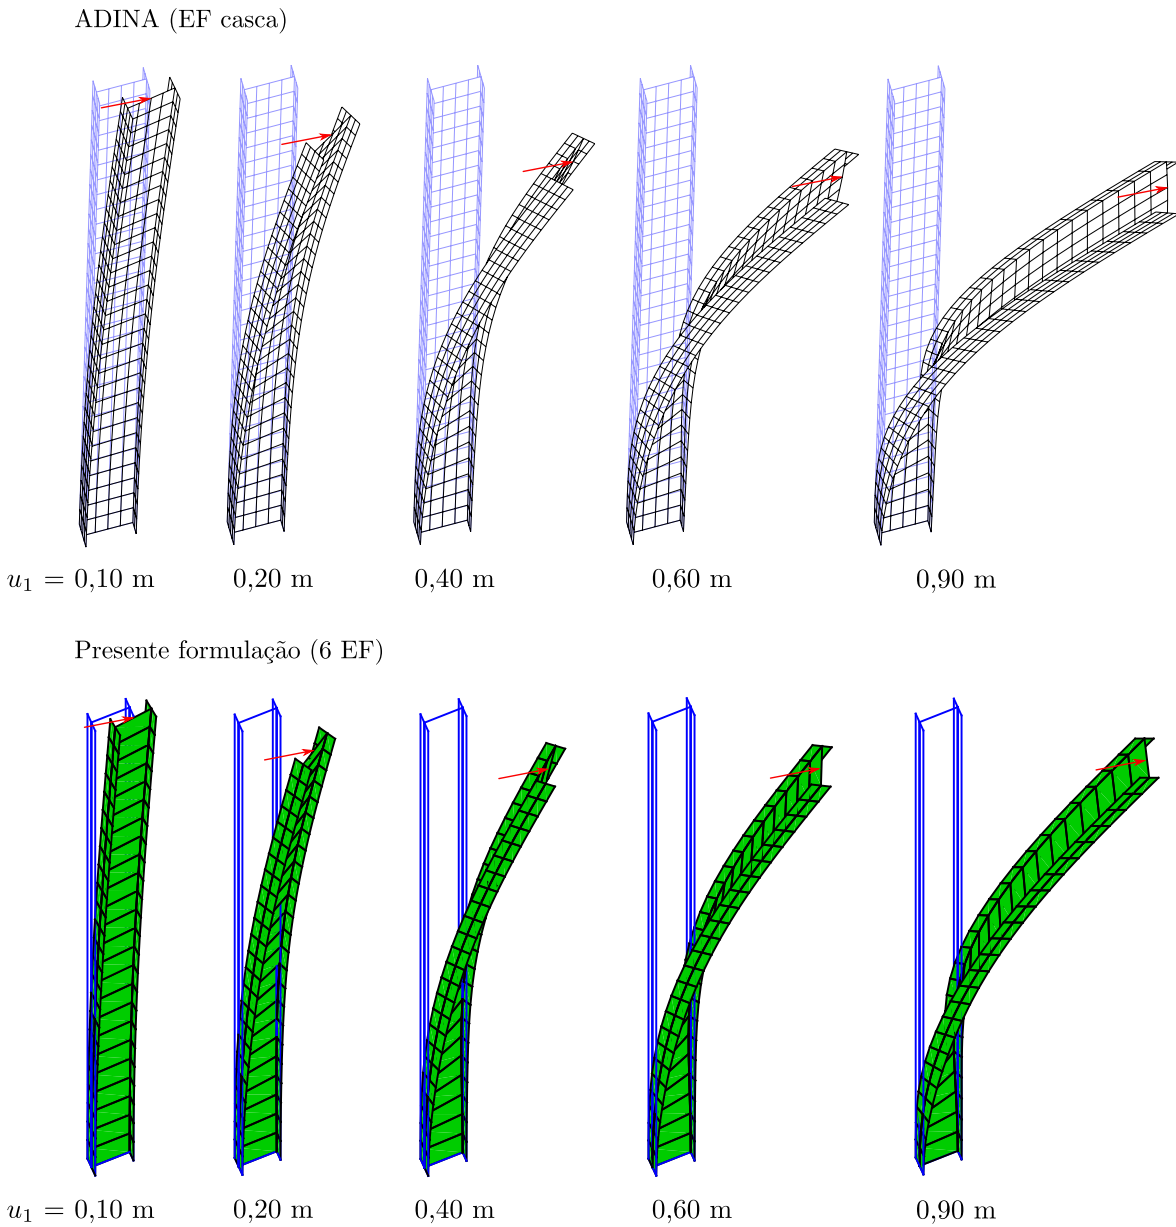 ADINA (EF casca)
u₁ = 0,10 m 0,20 m 0,40 m 0,60 m 0,90 m
Presente formulação (6 EF)
u₁ = 0,10 m 0,20 m 0,40 m 0,60 m 0,90 m